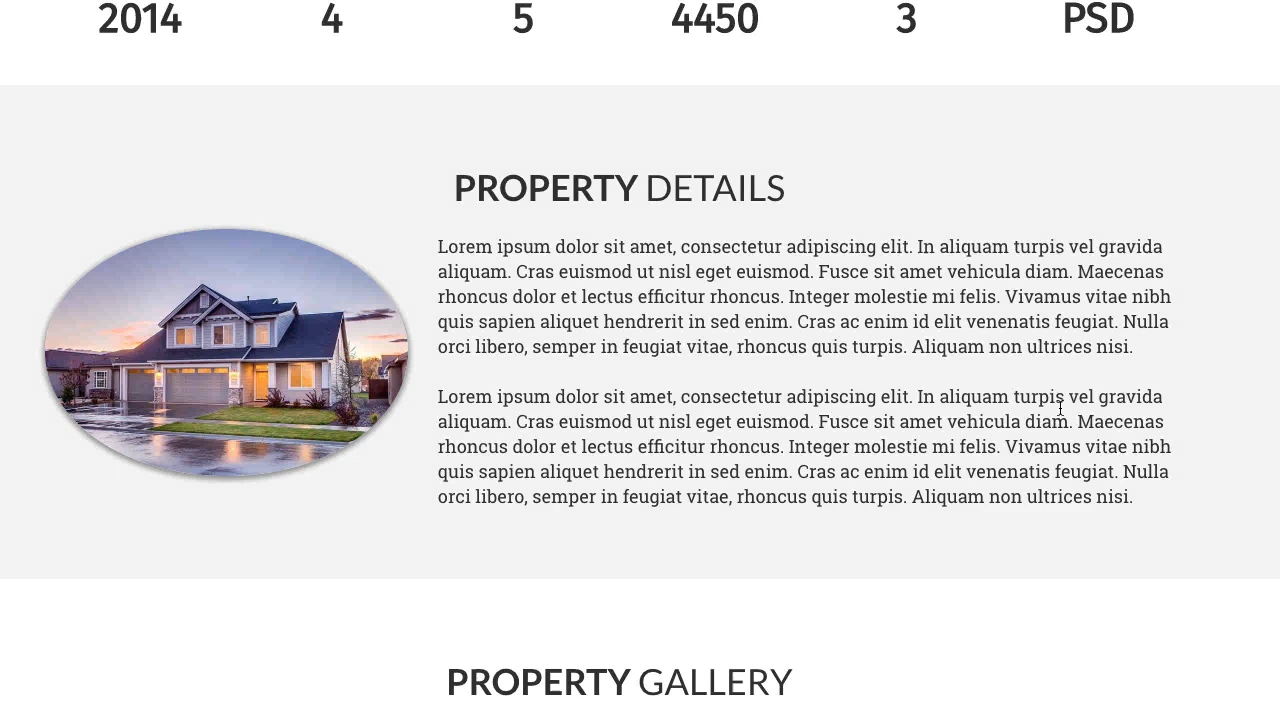 2014 4 5 4450 3 PSD
PROPERTY DETAILS
Lorem ipsum dolor sit amet, consectetur adipiscing elit. In aliquam turpis vel gravida
aliquam. Cras euismod ut nisl eget euismod. Fusce sit amet vehicula diam. Maecenas
rhoncus dolor et lectus efficitur rhoncus. Integer molestie mi felis. Vivamus vitae nibh
quis sapien aliquet hendrerit in sed enim. Cras ac enim id elit venenatis feugiat. Nulla
orci libero, semper in feugiat vitae, rhoncus quis turpis. Aliquam non ultrices nisi.
Lorem ipsum dolor sit amet, consectetur adipiscing elit. In aliquam turpis vel gravida
aliquam. Cras euismod ut nisl eget euismod. Fusce sit amet vehicula diam. Maecenas
rhoncus dolor et lectus efficitur rhoncus. Integer molestie mi felis. Vivamus vitae nibh
quis sapien aliquet hendrerit in sed enim. Cras ac enim id elit venenatis feugiat. Nulla
orci libero, semper in feugiat vitae, rhoncus quis turpis. Aliquam non ultrices nisi.
PROPERTY GALLERY